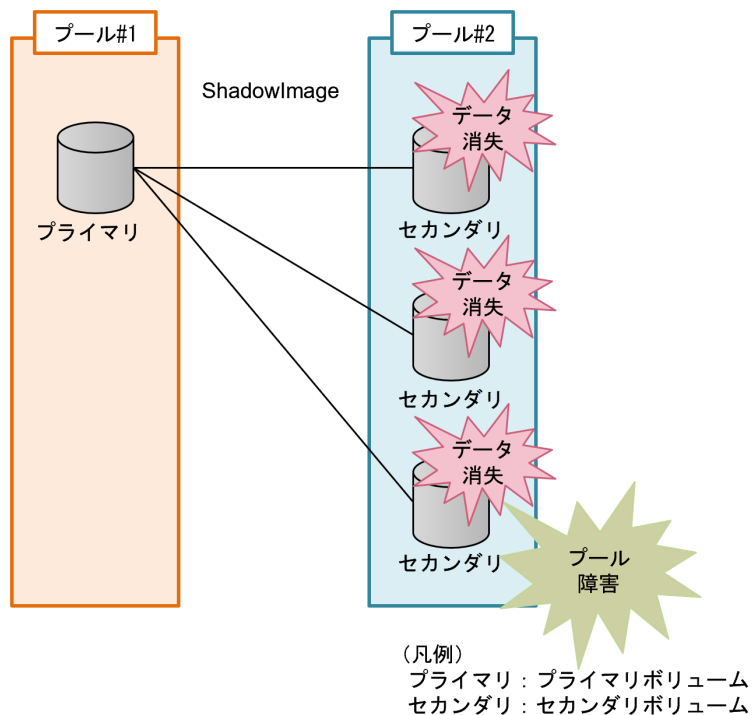 プール#1
プール#2
ShadowImage
データ
消失
プライマリ
セカンダリ
データ
消失
セカンダリ
データ
消失
セカンダリ
プール
障害
（凡例）
プライマリ：プライマリボリューム
セカンダリ：セカンダリボリューム